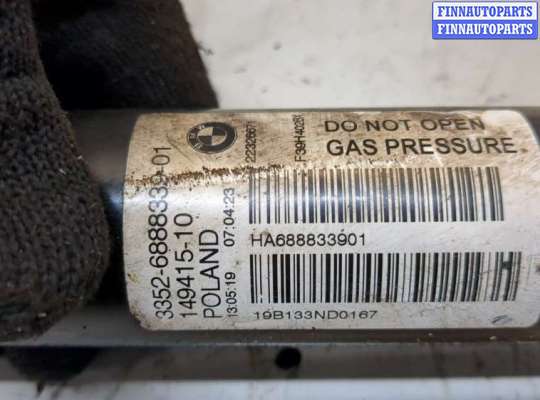 FINNAUTOPARTS
FINNAUTOPARTS
DO NOT OPEN
GAS PRESSURE
HA688833901
19B133ND0167
3352-6888339-01
149415-10
POLAND
13:05:19 07:04:23